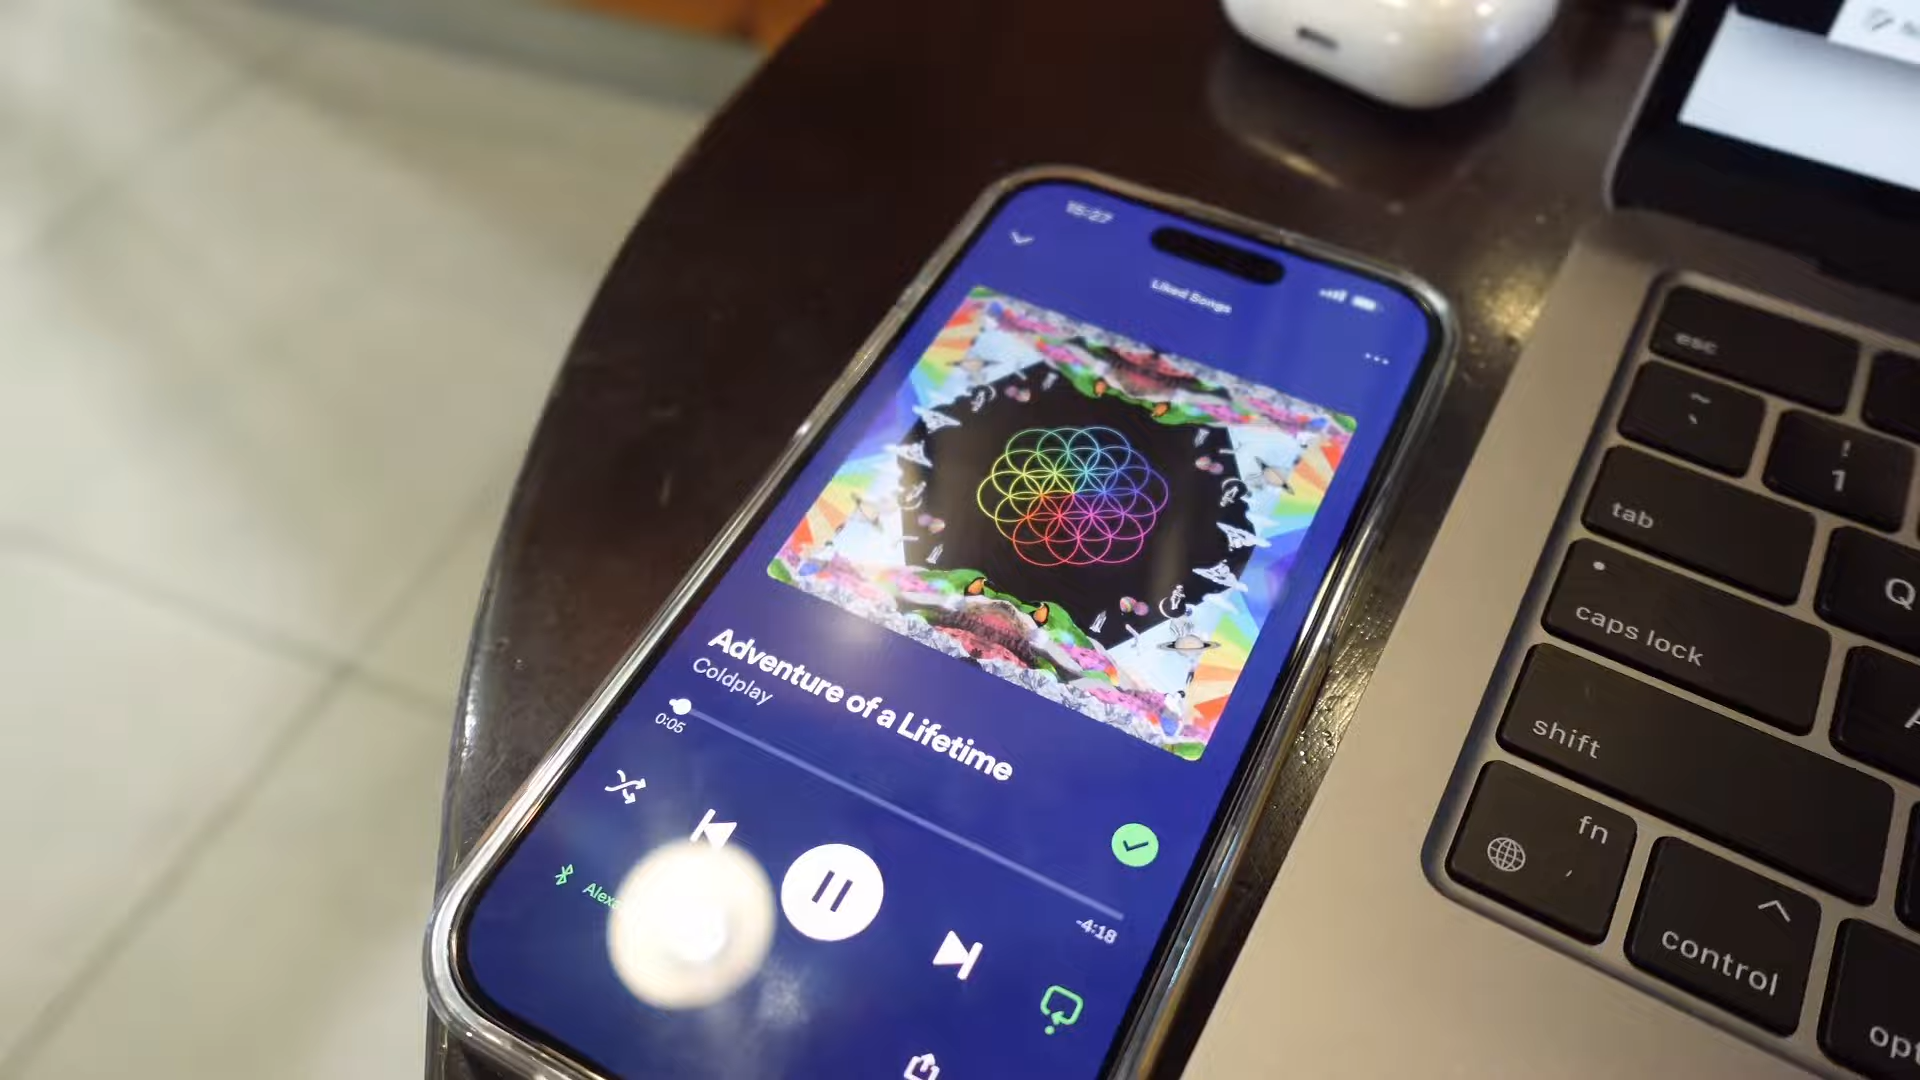 15:27
Liked Songs
Adventure of a Lifetime
Coldplay
0:05
-4:18
esc
~
!
1
tab
Q
caps lock
A
shift
fn
control